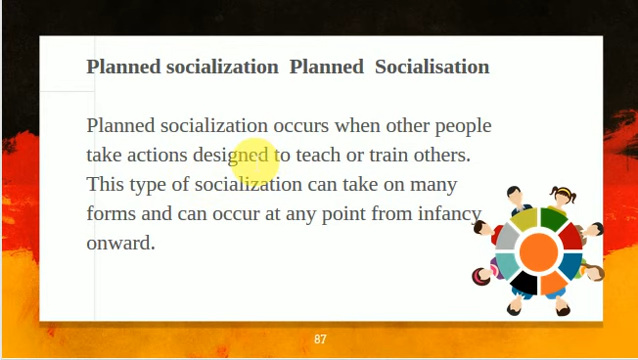 Planned socialization  Planned  Socialisation
Planned socialization occurs when other people
take actions designed to teach or train others.
This type of socialization can take on many
forms and can occur at any point from infancy
onward.
87